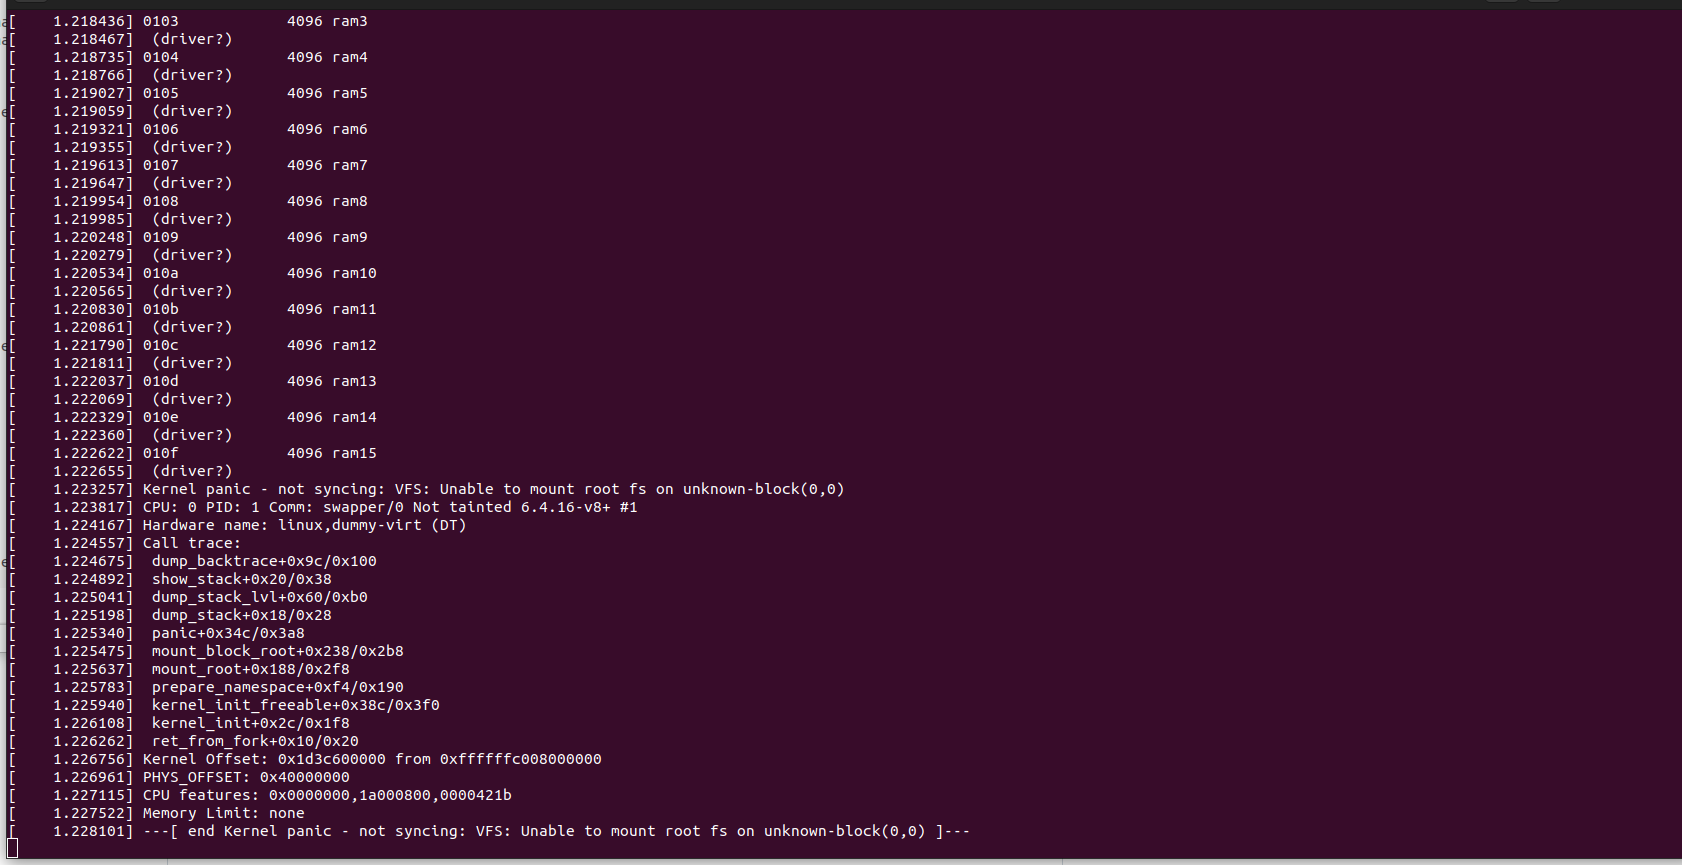 [    1.218436] 0103            4096 ram3
[    1.218467]  (driver?)
[    1.218735] 0104            4096 ram4
[    1.218766]  (driver?)
[    1.219027] 0105            4096 ram5
[    1.219059]  (driver?)
[    1.219321] 0106            4096 ram6
[    1.219355]  (driver?)
[    1.219613] 0107            4096 ram7
[    1.219647]  (driver?)
[    1.219954] 0108            4096 ram8
[    1.219985]  (driver?)
[    1.220248] 0109            4096 ram9
[    1.220279]  (driver?)
[    1.220534] 010a            4096 ram10
[    1.220565]  (driver?)
[    1.220830] 010b            4096 ram11
[    1.220861]  (driver?)
[    1.221790] 010c            4096 ram12
[    1.221811]  (driver?)
[    1.222037] 010d            4096 ram13
[    1.222069]  (driver?)
[    1.222329] 010e            4096 ram14
[    1.222360]  (driver?)
[    1.222622] 010f            4096 ram15
[    1.222655]  (driver?)
[    1.223257] Kernel panic - not syncing: VFS: Unable to mount root fs on unknown-block(0,0)
[    1.223817] CPU: 0 PID: 1 Comm: swapper/0 Not tainted 6.4.16-v8+ #1
[    1.224167] Hardware name: linux,dummy-virt (DT)
[    1.224557] Call trace:
[    1.224675]  dump_backtrace+0x9c/0x100
[    1.224892]  show_stack+0x20/0x38
[    1.225041]  dump_stack_lvl+0x60/0xb0
[    1.225198]  dump_stack+0x18/0x28
[    1.225340]  panic+0x34c/0x3a8
[    1.225475]  mount_block_root+0x238/0x2b8
[    1.225637]  mount_root+0x188/0x2f8
[    1.225783]  prepare_namespace+0xf4/0x190
[    1.225940]  kernel_init_freeable+0x38c/0x3f0
[    1.226108]  kernel_init+0x2c/0x1f8
[    1.226262]  ret_from_fork+0x10/0x20
[    1.226756] Kernel Offset: 0x1d3c600000 from 0xffffffc008000000
[    1.226961] PHYS_OFFSET: 0x40000000
[    1.227115] CPU features: 0x0000000,1a000800,0000421b
[    1.227522] Memory Limit: none
[    1.228101] ---[ end Kernel panic - not syncing: VFS: Unable to mount root fs on unknown-block(0,0) ]---